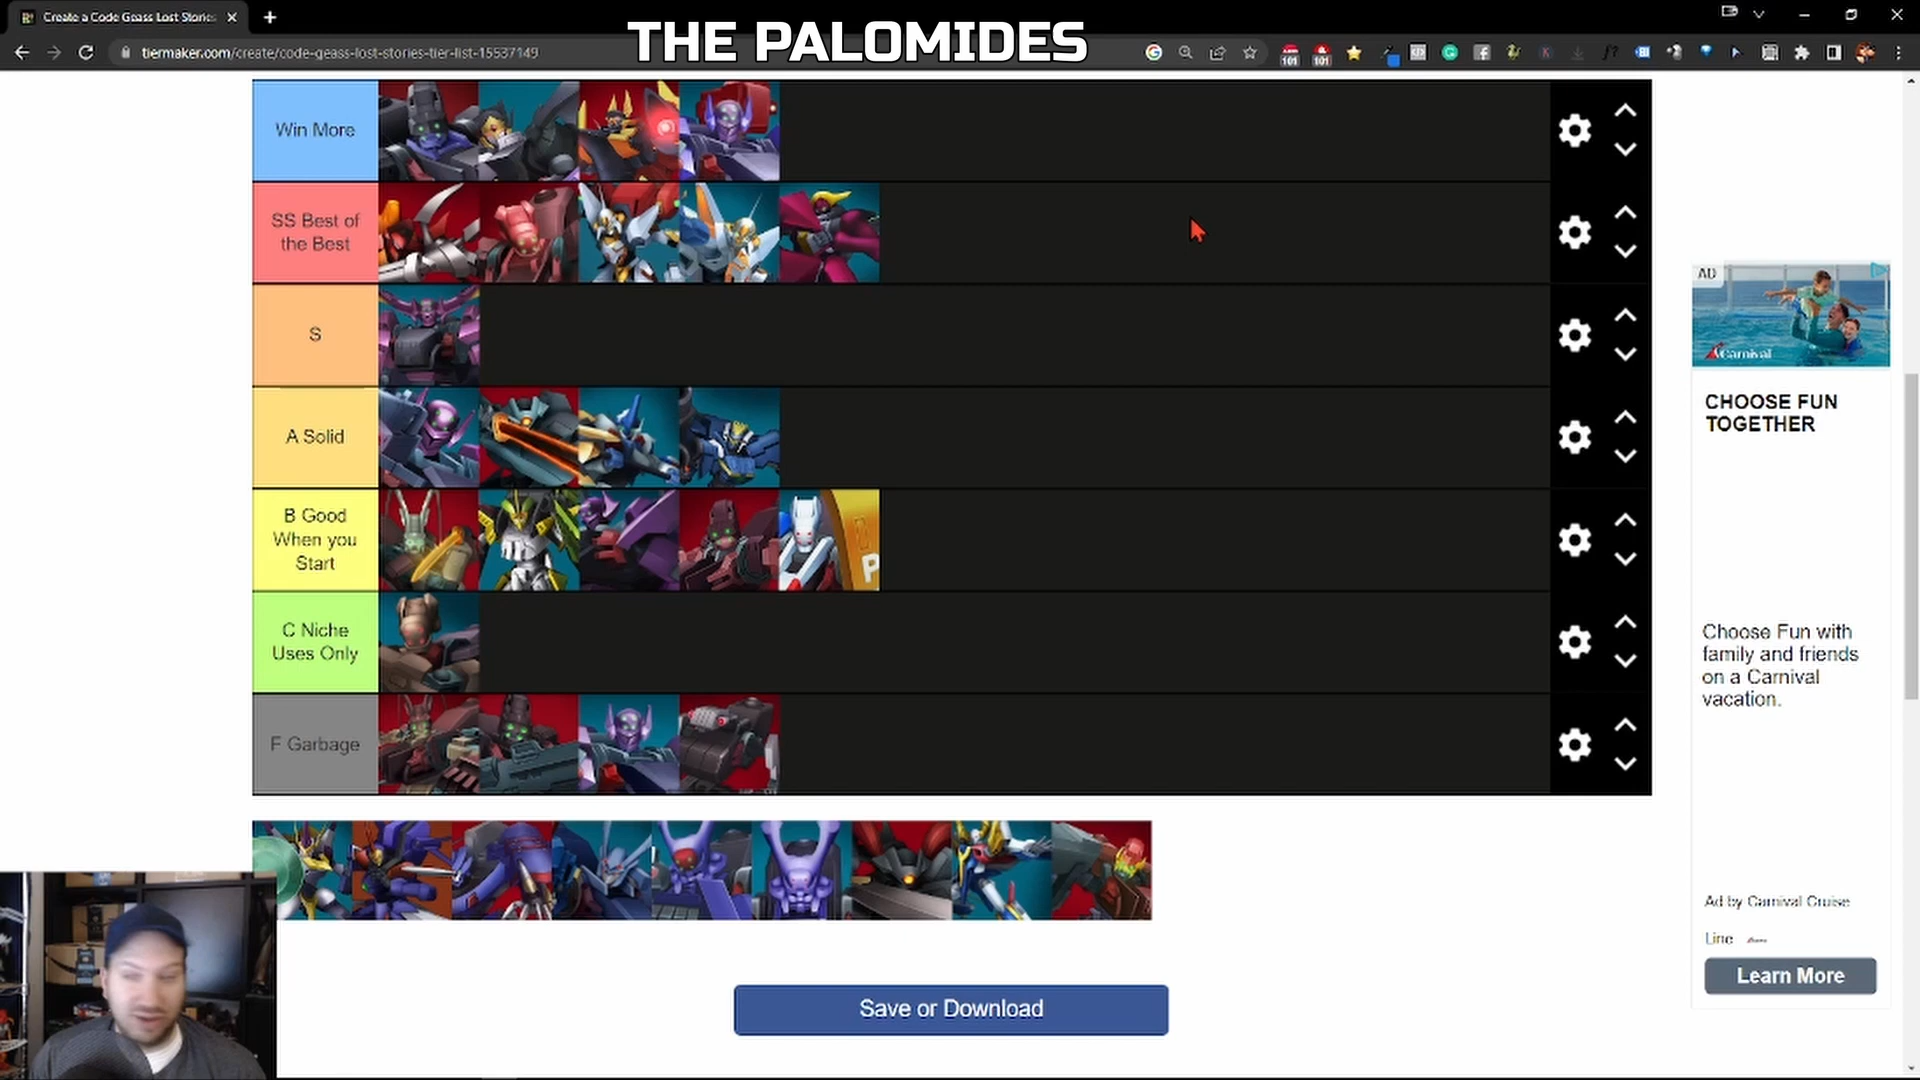 Create a Code Geass Lost Stories
tiermaker.com/create/code-geass-lost-stories-tier-list-15537149
THE PALOMIDES
101
101
Win More
SS Best of
the Best
S
A Solid
B Good
When you
Start
P
C Niche
Uses Only
F Garbage
AD
Carnival
CHOOSE FUN
TOGETHER
Choose Fun with
family and friends
on a Carnival
vacation.
Ad by Carnival Cruise
Line
Learn More
Save or Download